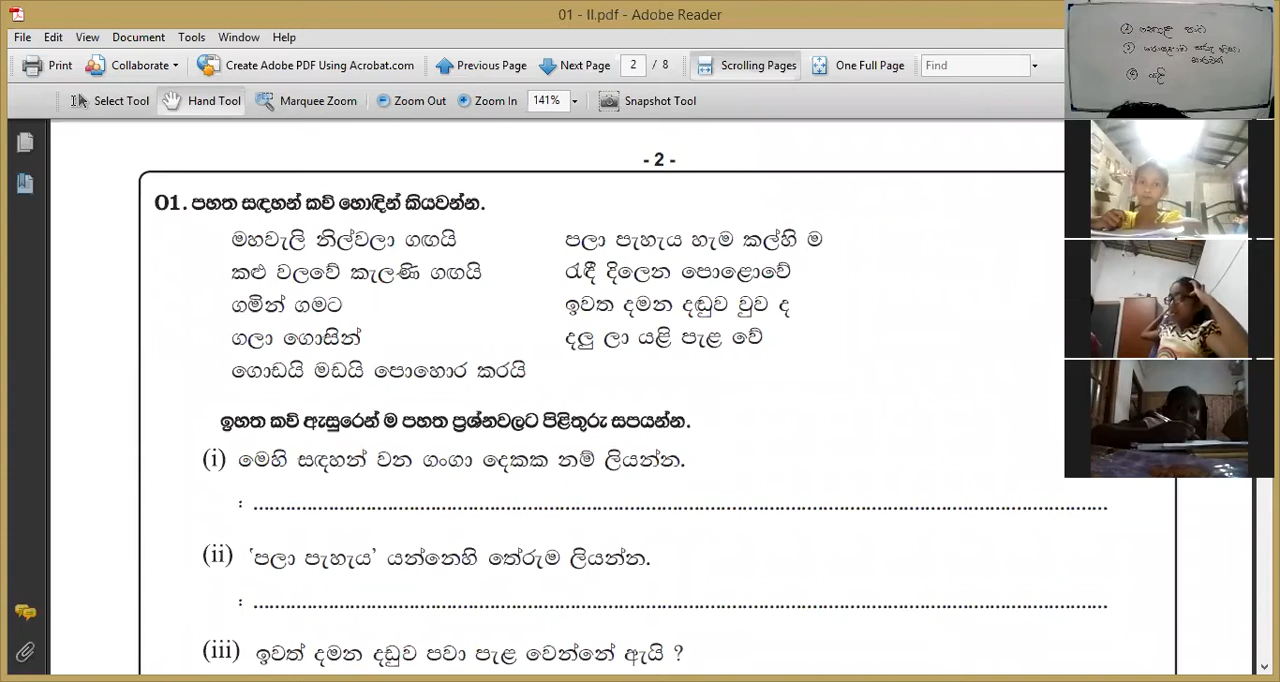 01 - II.pdf - Adobe Reader
File Edit View Document Tools Window Help
Print Collaborate Create Adobe PDF Using Acrobat.com Previous Page Next Page 2 / 8 Scrolling Pages One Full Page Find
Select Tool Hand Tool Marquee Zoom Zoom Out Zoom In 141% Snapshot Tool
- 2 -
01. පහත සඳහන් කවි හොඳින් කියවන්න.
මහවැලි නිල්වලා ගඟයි
කළු වලවේ කැලණි ගඟයි
ගමින් ගමට
ගලා ගොසින්
ගොඩයි මඩයි පොහොර කරයි
පලා පැහැය හැම කල්හි ම
රැඳී දිලෙන පොළොවේ
ඉවත දමන දඬුව වුව ද
දලු ලා යළි පැළ වේ
ඉහත කවි ඇසුරෙන් ම පහත ප්‍රශ්නවලට පිළිතුරු සපයන්න.
(i) මෙහි සඳහන් වන ගංගා දෙකක නම් ලියන්න.
: ................................................................
(ii) 'පලා පැහැය' යන්නෙහි තේරුම ලියන්න.
: ................................................................
(iii) ඉවත් දමන දඬුව පවා පැළ වෙන්නේ ඇයි ?
② කොළ පාට
③
④ යළි